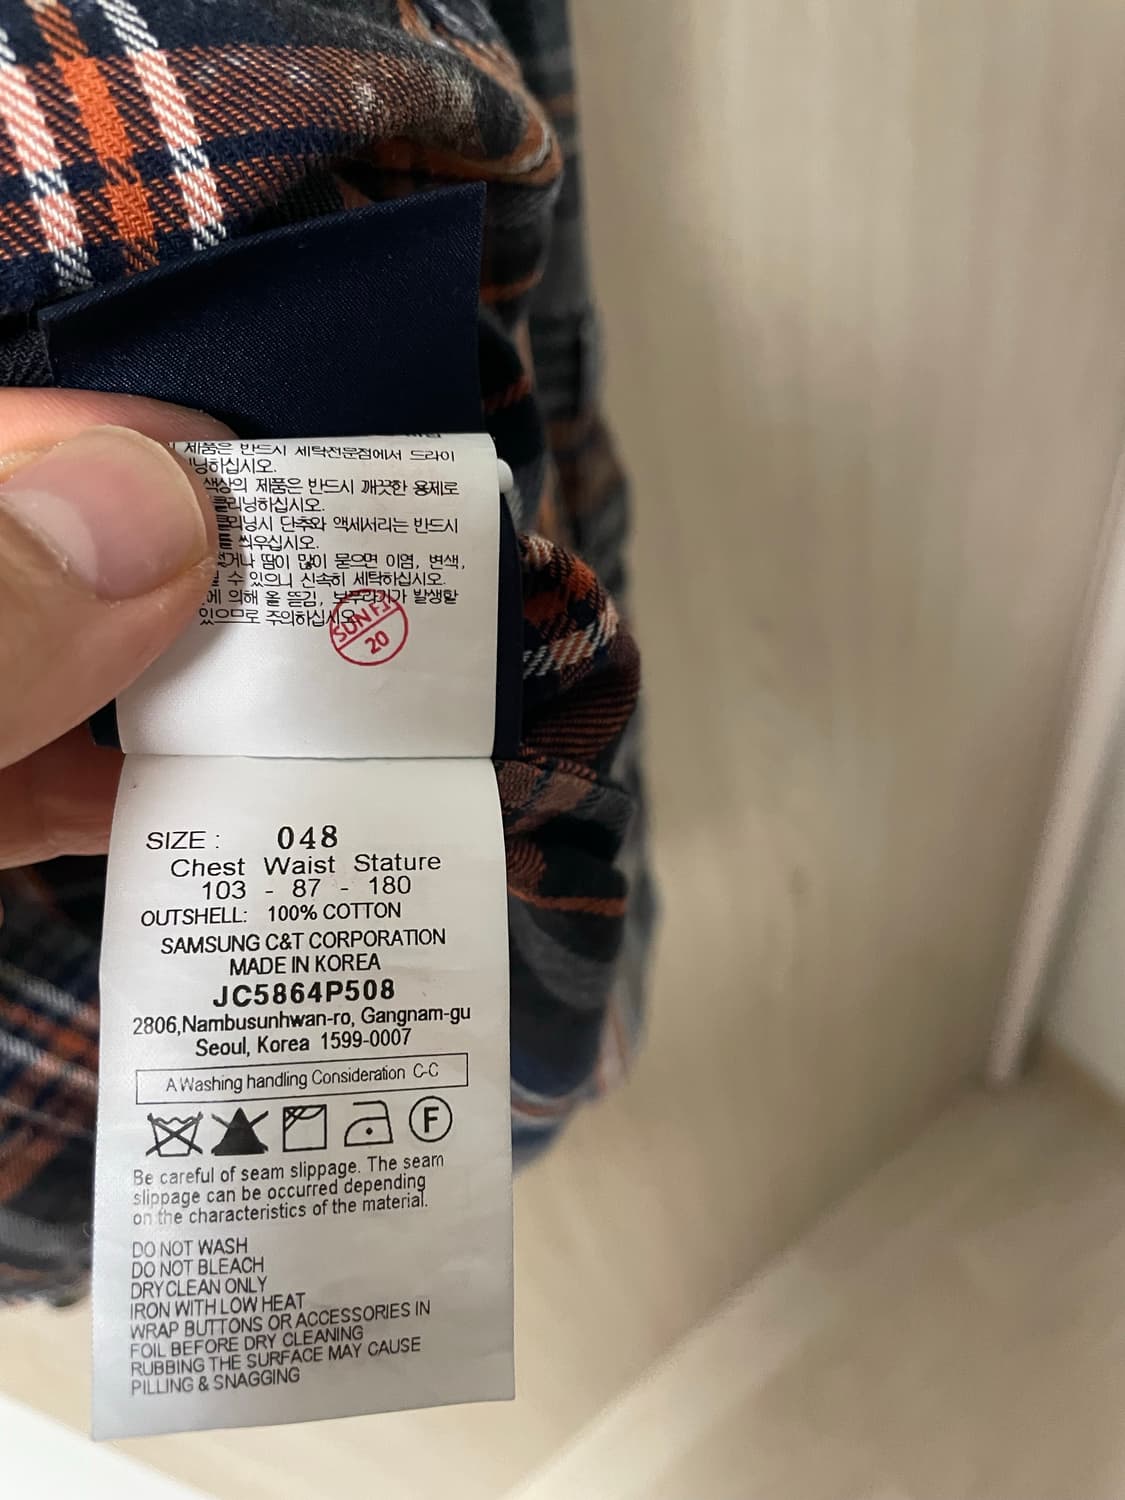 제품은 반드시 세탁전문점에서 드라이
닝하십시오.
색상의 제품은 반드시 깨끗한 용제로
클리닝하십시오.
클리닝시 단추와 액세서리는 반드시
를 씌우십시오.
땀이 많이 묻으면 이염, 변색,
수 있으니 신속히 세탁하십시오.
에 의해 올 뜯김, 보푸라기가 발생할
있으므로 주의하십시오
SUN F1
20
SIZE : 048
Chest Waist Stature
103 - 87 - 180
OUTSHELL: 100% COTTON
SAMSUNG C&T CORPORATION
MADE IN KOREA
JC5864P508
2806,Nambusunhwan-ro, Gangnam-gu
Seoul, Korea 1599-0007
A Washing handling Consideration C-C
F
Be careful of seam slippage. The seam
slippage can be occurred depending
on the characteristics of the material.
DO NOT WASH
DO NOT BLEACH
DRY CLEAN ONLY
IRON WITH LOW HEAT
WRAP BUTTONS OR ACCESSORIES IN
FOIL BEFORE DRY CLEANING
RUBBING THE SURFACE MAY CAUSE
PILLING & SNAGGING